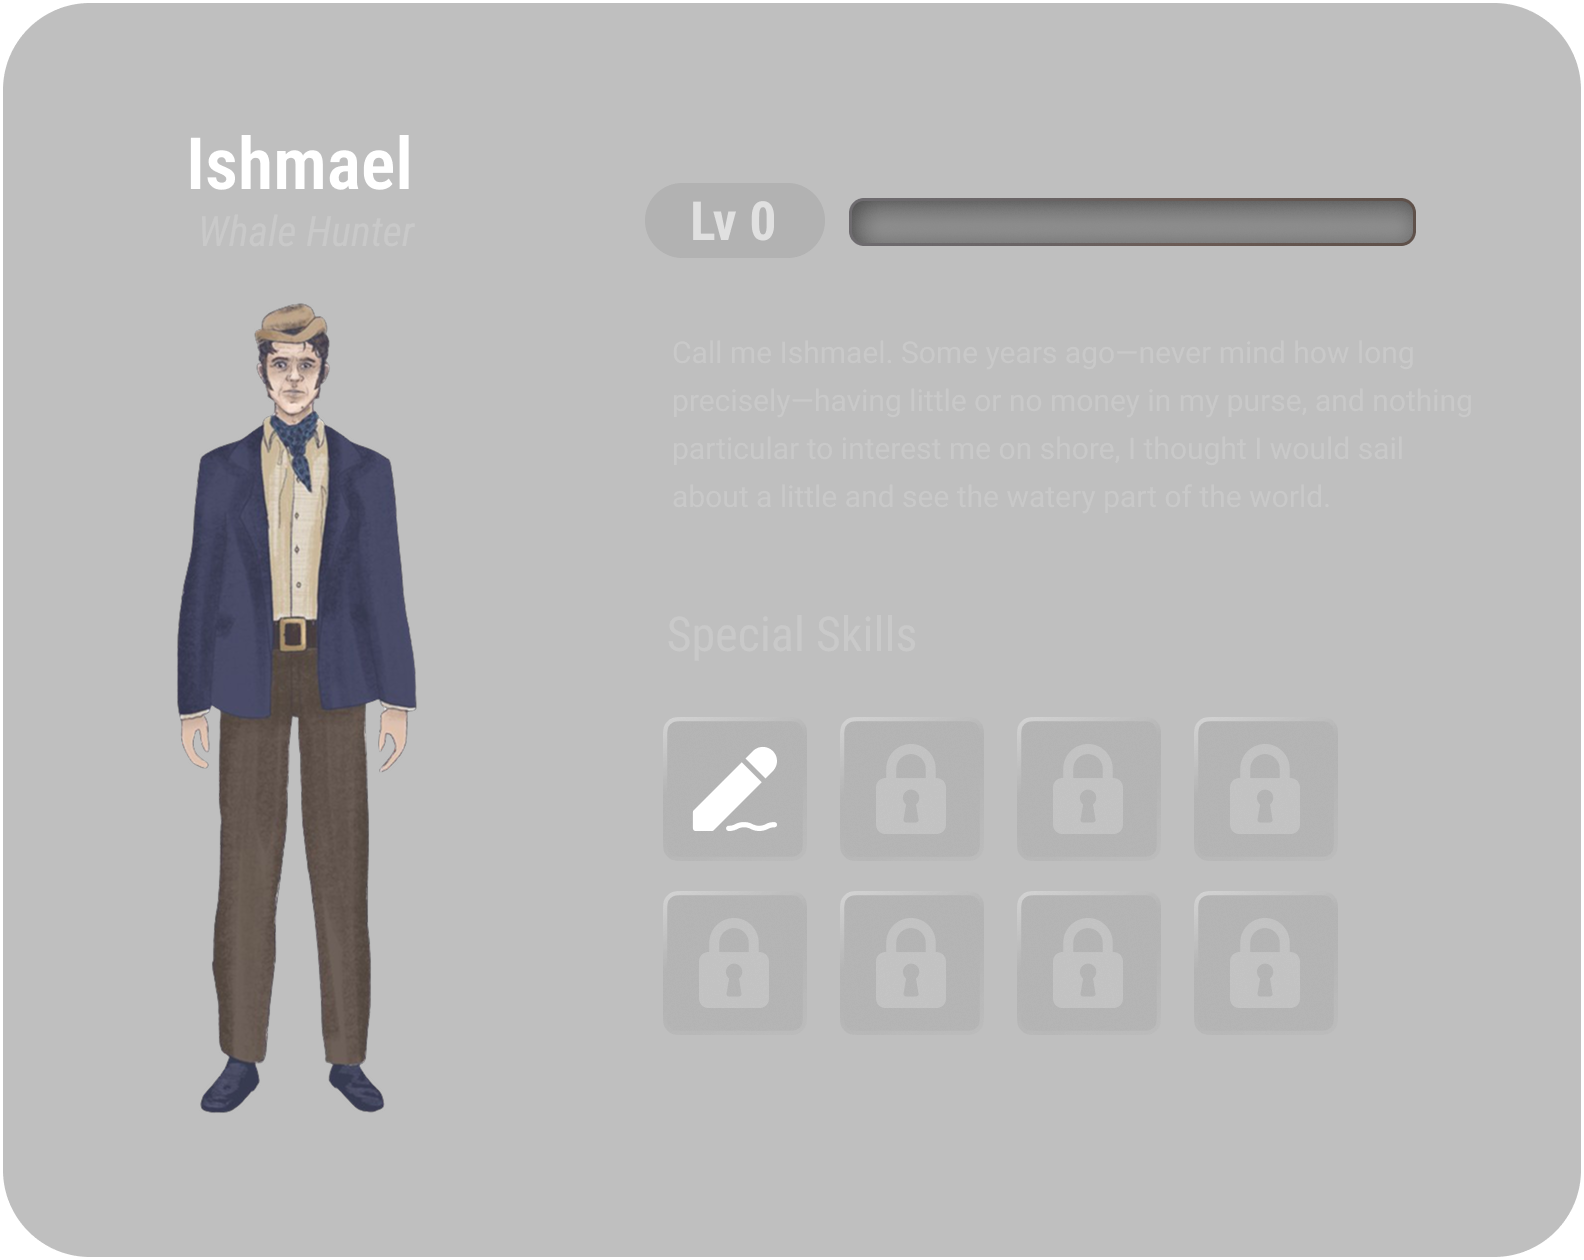 Ishmael
Whale Hunter
Lv 0
Call me Ishmael. Some years ago—never mind how long
precisely—having little or no money in my purse, and nothing
particular to interest me on shore, I thought I would sail
about a little and see the watery part of the world.
Special Skills